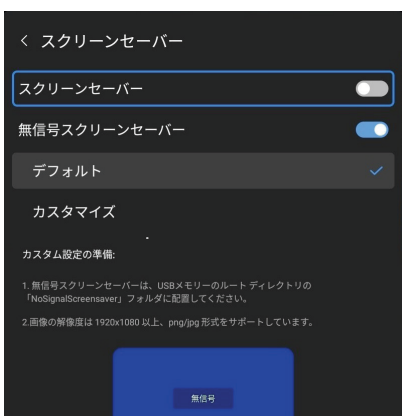 スクリーンセーバー
スクリーンセーバー
無信号スクリーンセーバー
デフォルト
カスタマイズ
カスタム設定の準備:
1. 無信号スクリーンセーバーは、USBメモリーのルート ディレクトリの
「NoSignalScreensaver」フォルダに配置してください。
2.画像の解像度は 1920x1080 以上、png/jpg 形式をサポートしています。
無信号